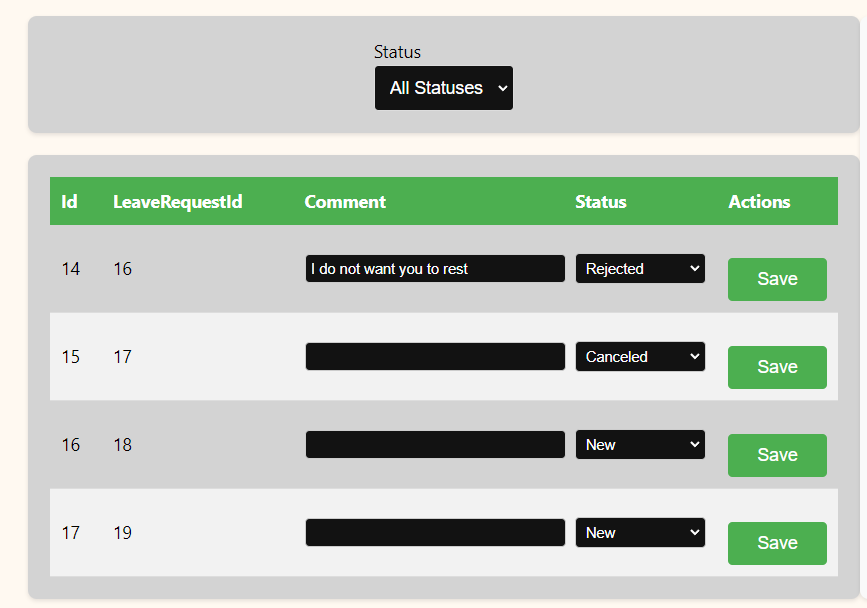 Status
All Statuses
Id LeaveRequestId Comment Status Actions
14 16 I do not want you to rest Rejected Save
15 17 Canceled Save
16 18 New Save
17 19 New Save